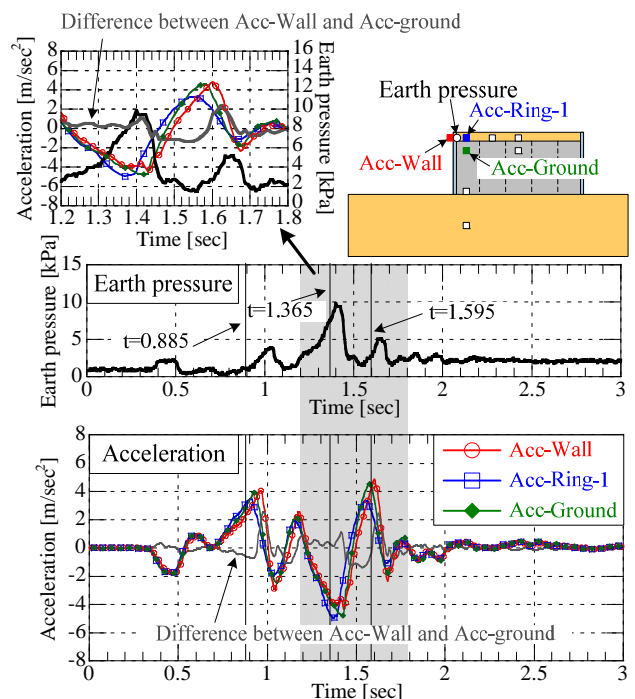 Difference between Acc-Wall and Acc-ground
Acceleration [m/sec2]
8
6
4
2
0
-2
-4
-6
-8
16
14
12
10
8
6
4
2
0
Earth pressure [kPa]
1.2 1.3 1.4 1.5 1.6 1.7 1.8
Time [sec]
Earth pressure
Acc-Ring-1
Acc-Wall
Acc-Ground
Earth pressure [kPa]
15
10
5
0
Earth pressure
t=0.885
t=1.365
t=1.595
0 0.5 1 1.5 2 2.5 3
Time [sec]
Acceleration [m/sec2]
8
6
4
2
0
-2
-4
-6
-8
Acceleration
Acc-Wall
Acc-Ring-1
Acc-Ground
Difference between Acc-Wall and Acc-ground
0 0.5 1 1.5 2 2.5 3
Time [sec]